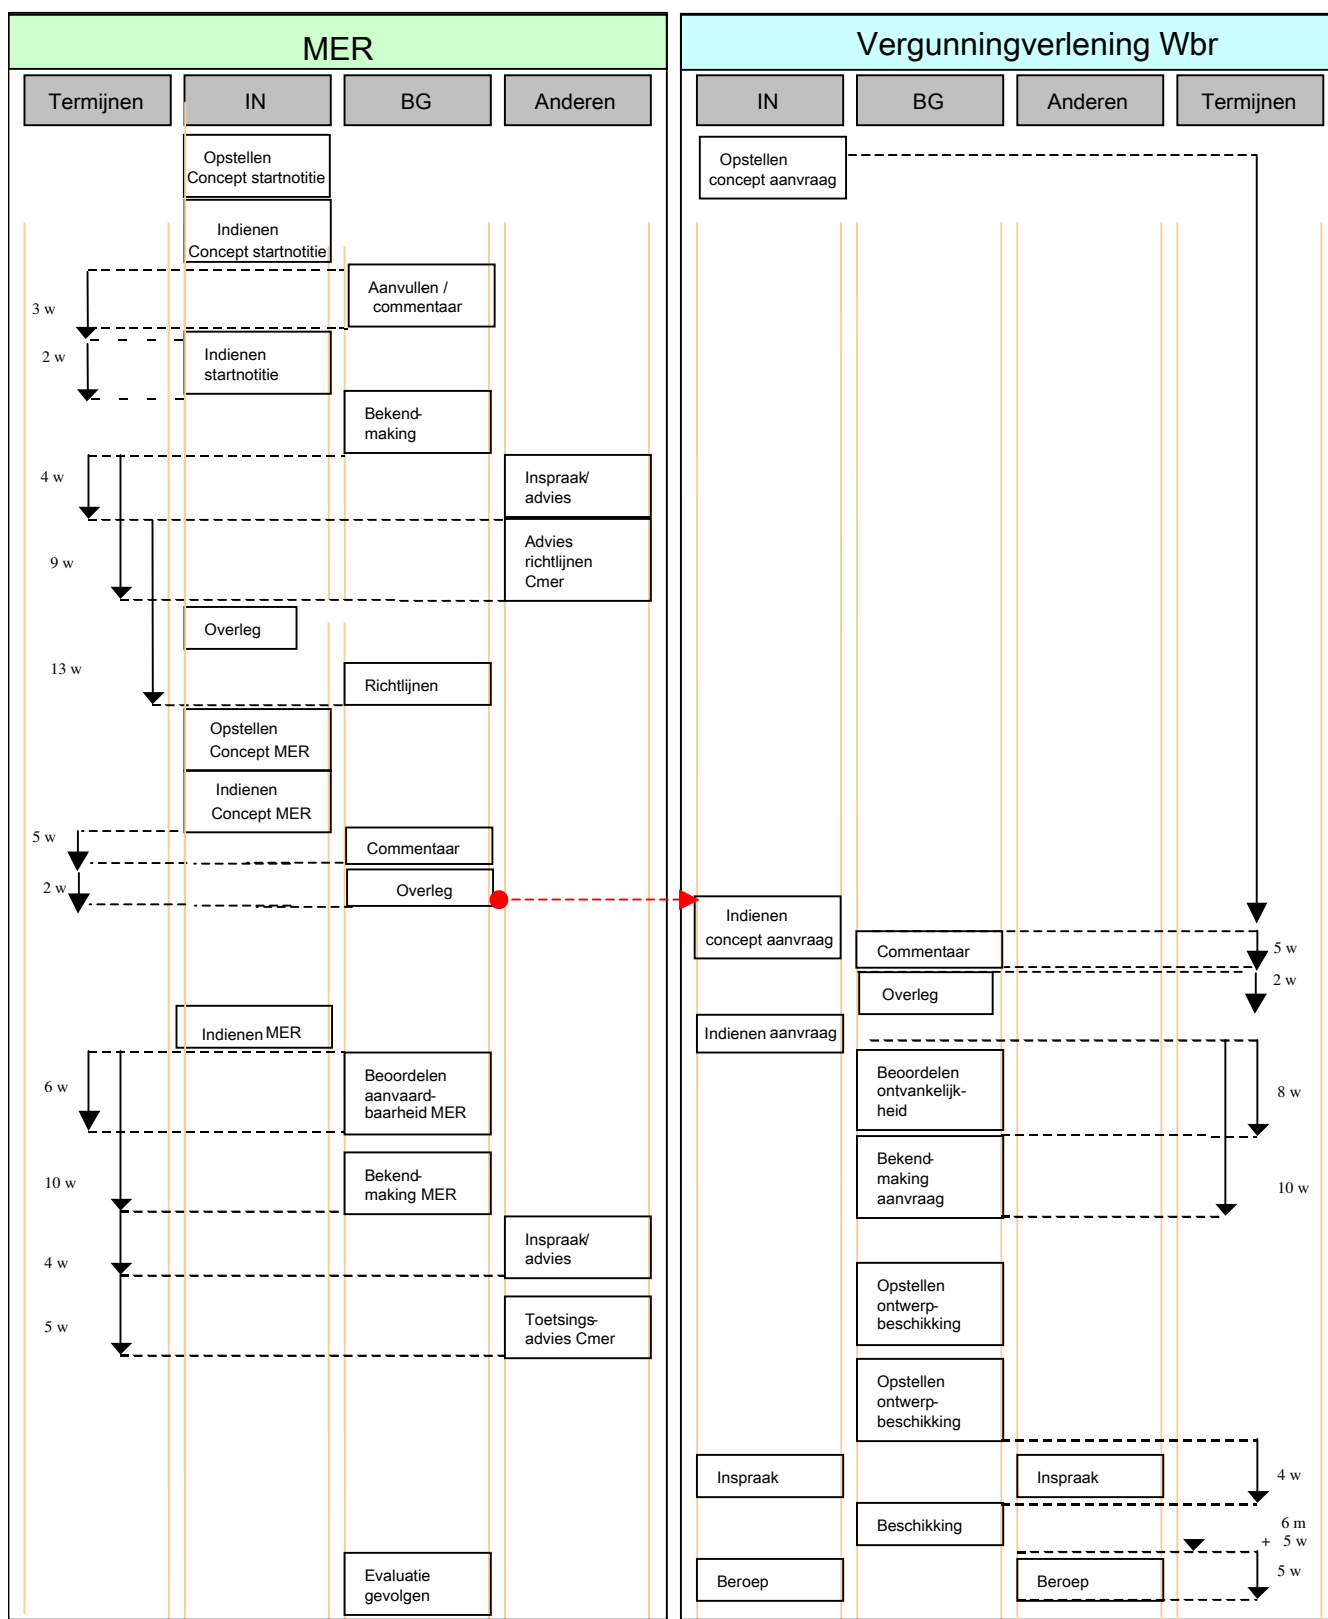 MER
Termijnen
IN
BG
Anderen
Opstellen
Concept startnotitie
Indienen
Concept startnotitie
Aanvullen /
commentaar
3 w
2 w
Indienen
startnotitie
Bekend-
making
4 w
Inspraak/
advies
9 w
Advies
richtlijnen
Cmer
Overleg
13 w
Richtlijnen
Opstellen
Concept MER
Indienen
Concept MER
5 w
Commentaar
2 w
Overleg
Indienen MER
6 w
Beoordelen
aanvaard-
baarheid MER
10 w
Bekend-
making MER
4 w
Inspraak/
advies
5 w
Toetsings-
advies Cmer
Evaluatie
gevolgen
Vergunningverlening Wbr
IN
BG
Anderen
Termijnen
Opstellen
concept aanvraag
Indienen
concept aanvraag
Commentaar
5 w
2 w
Overleg
Indienen aanvraag
Beoordelen
ontvankelijk-
heid
8 w
Bekend-
making
aanvraag
10 w
Opstellen
ontwerp-
beschikking
Opstellen
ontwerp-
beschikking
Inspraak
Inspraak
4 w
Beschikking
6 m
+ 5 w
Beroep
Beroep
5 w